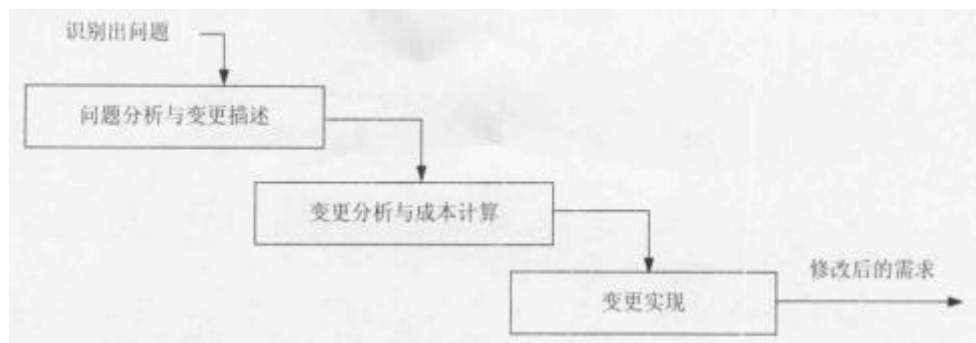 识别出问题
问题分析与变更描述
变更分析与成本计算
变更实现
修改后的需求